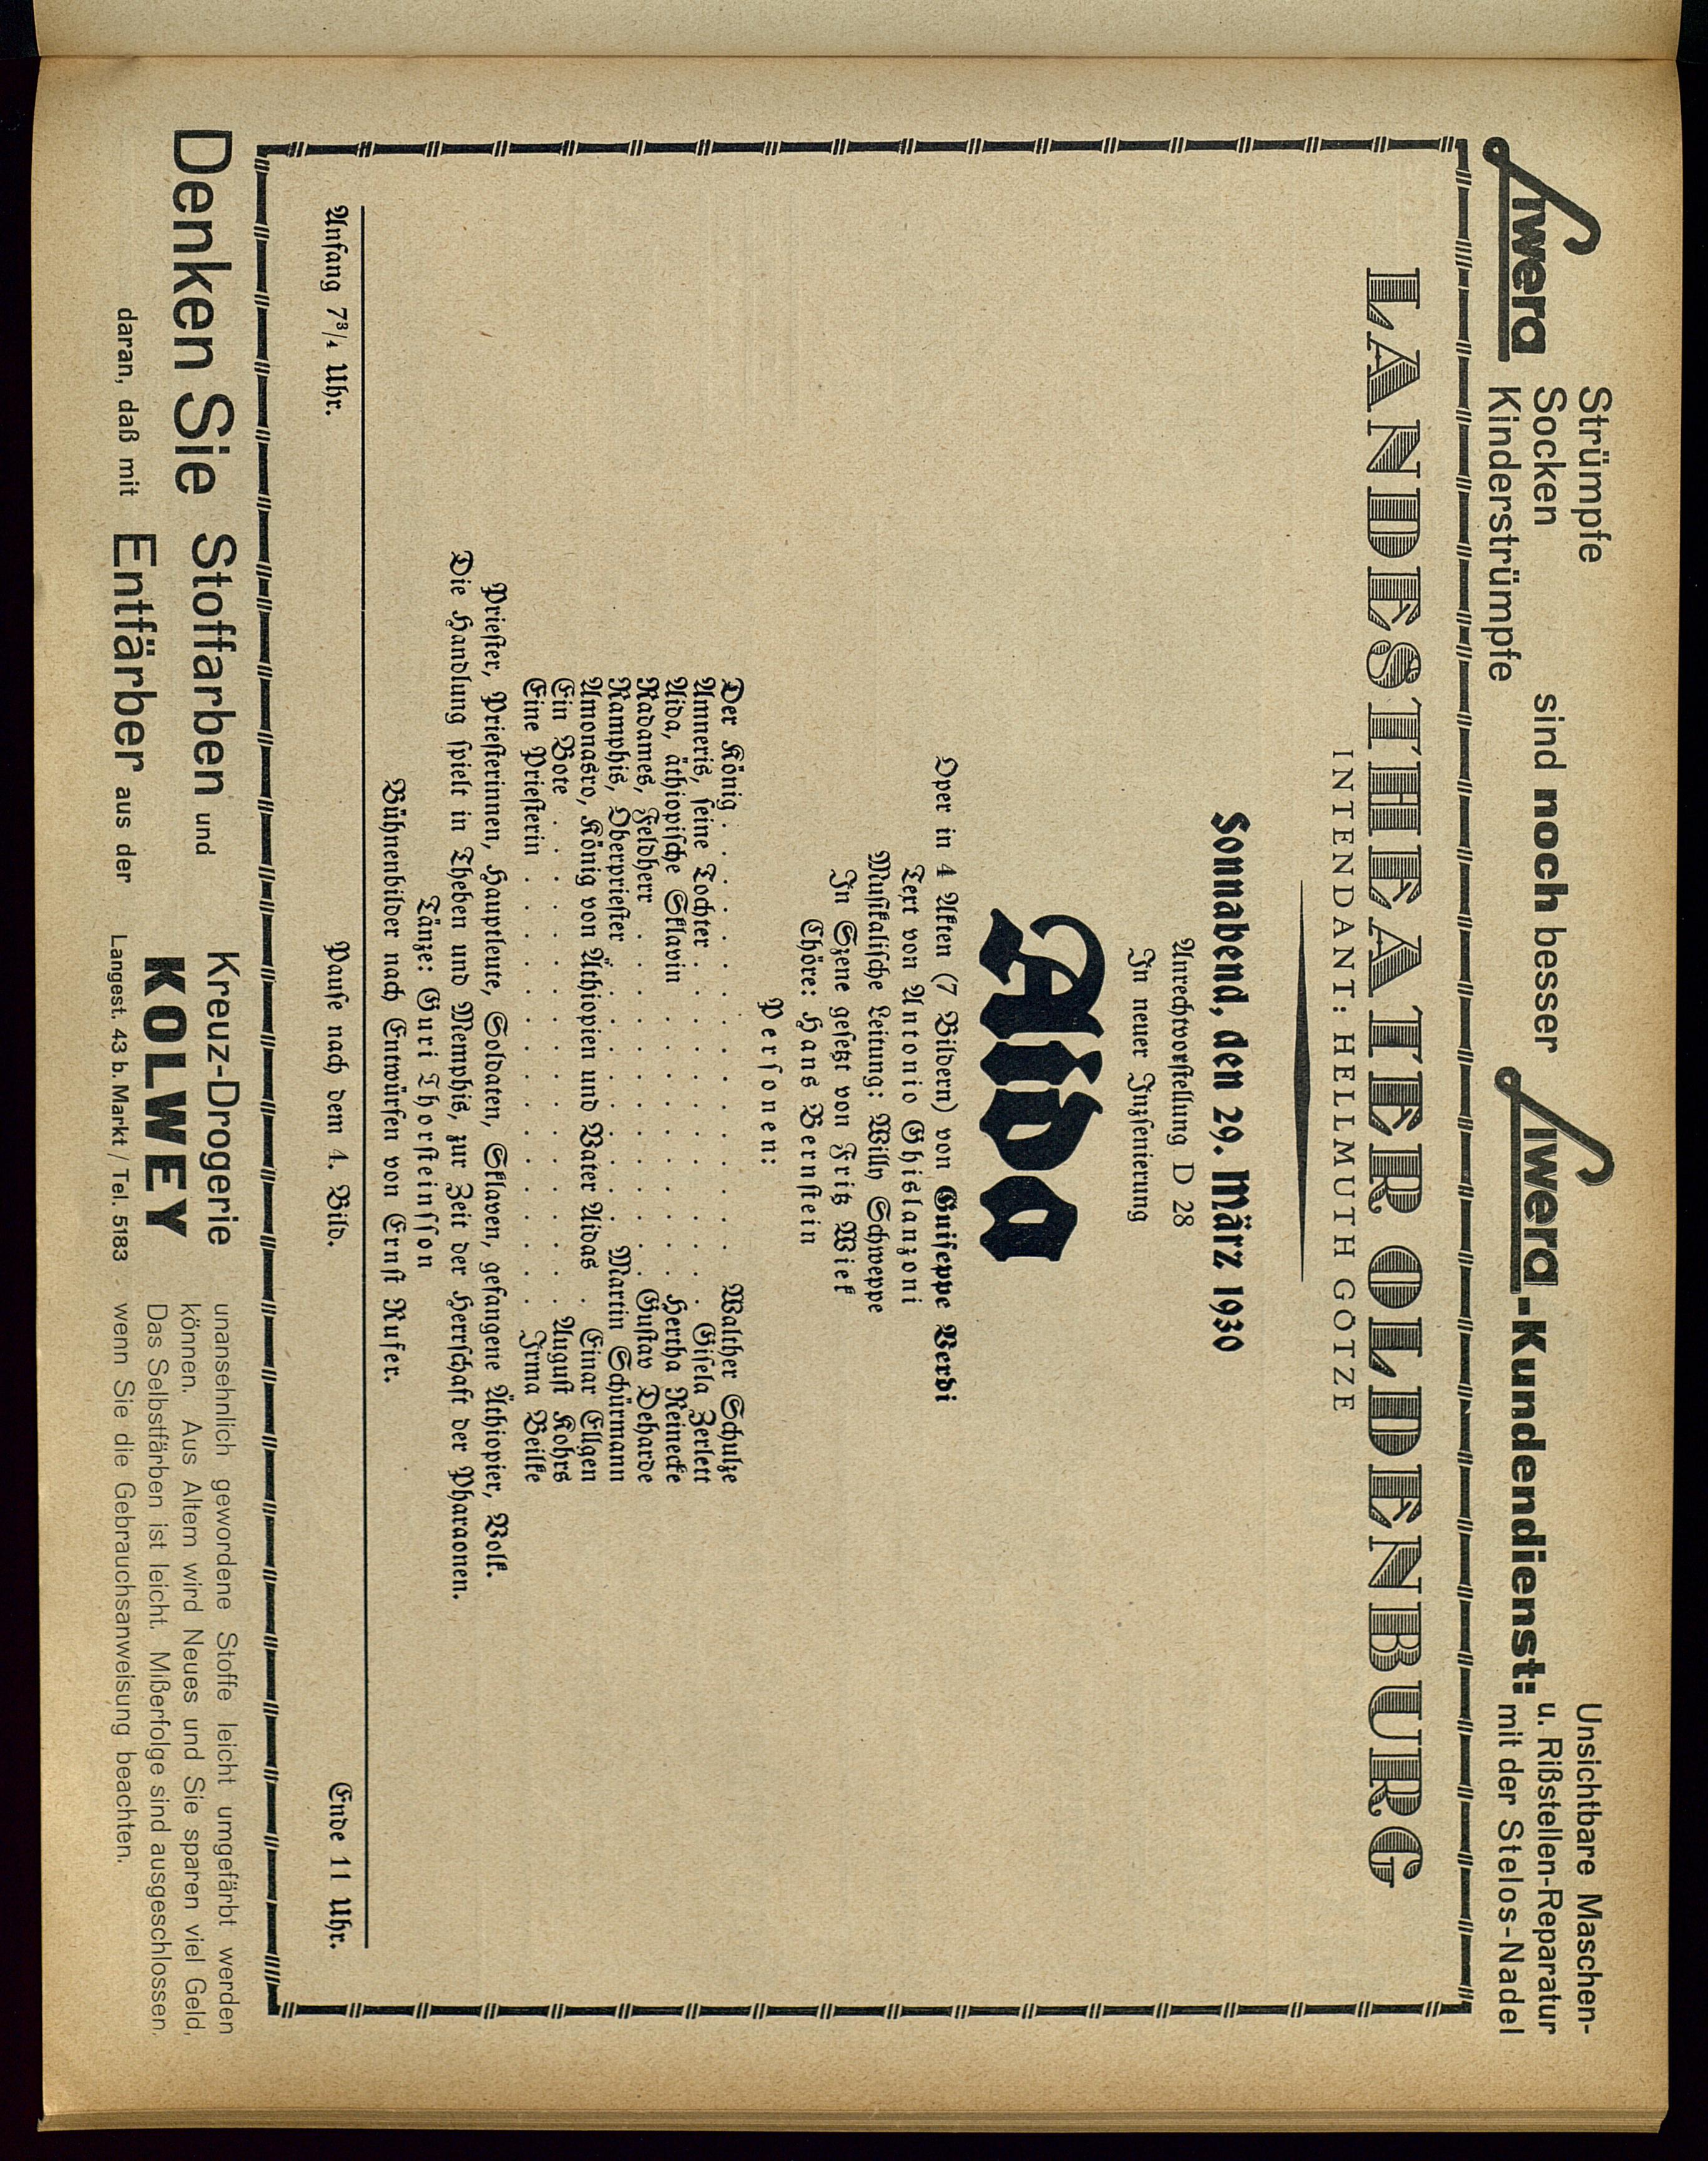 Siwera
Strümpfe
Socken
Kinderstrümpfe
sind noch besser
Siwera-Kundendienst:
Unsichtbare Maschen-
u. Rißstellen-Reparatur
mit der Stelos-Nadel
LANDESTHEATER OLDENBURG
INTENDANT: HELLMUTH GÖTZE
Sonnabend, den 29. März 1930
Anrechtvorstellung D 28
In neuer Inszenierung
Aida
Oper in 4 Akten (7 Bildern) von Guiseppe Verdi
Text von Antonio Ghislanzoni
Musikalische Leitung: Willy Schweppe
In Szene gesetzt von Fritz Wiek
Chöre: Hans Bernstein
Personen:
Der König . . . . . . . . . . . . . . . . Walther Schulze
Amneris, seine Tochter . . . . . . . . . . . . Gisela Zerlett
Aida, äthiopische Sklavin . . . . . . . . . . . Hertha Reinecke
Radames, Feldherr . . . . . . . . . . . . . Gustav Deharde
Ramphis, Oberpriester . . . . . . . . . . . Martin Schürmann
Amonasro, König von Äthiopien und Vater Aidas . . Einar Ellgen
Ein Bote . . . . . . . . . . . . . . . . . August Kohrs
Eine Priesterin . . . . . . . . . . . . . . . Irma Beilke
Priester, Priesterinnen, Hauptleute, Soldaten, Sklaven, gefangene Äthiopier, Volk.
Die Handlung spielt in Theben und Memphis, zur Zeit der Herrschaft der Pharaonen.
Tänze: Guri Thorsteinsson
Bühnenbilder nach Entwürfen von Ernst Rufer.
Anfang 7 3/4 Uhr. Pause nach dem 4. Bild. Ende 11 Uhr.
Denken Sie
daran, daß mit
Stoffarben und
Entfärber aus der
Kreuz-Drogerie
KOLWEY
Langest. 43 b. Markt / Tel. 5183
unansehnlich gewordene Stoffe leicht umgefärbt werden
können. Aus Altem wird Neues und Sie sparen viel Geld.
Das Selbstfärben ist leicht. Mißerfolge sind ausgeschlossen,
wenn Sie die Gebrauchsanweisung beachten.